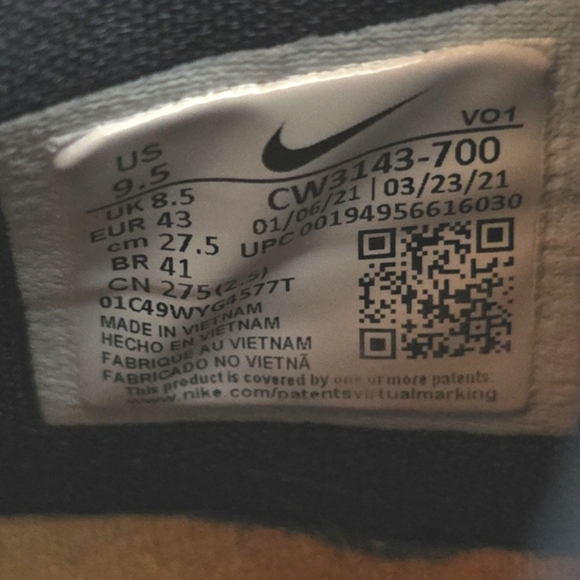 VO1
US
9.5
UK 8.5
EUR 43
cm 27.5
BR 41
CN 275(2.5)
CW3143-700
01/06/21 | 03/23/21
UPC 00194956616030
01C49WYG4577T
MADE IN VIETNAM
HECHO EN VIETNAM
FABRIQUE AU VIETNAM
FABRICADO NO VIETNÃ
This product is covered by one or more patents.
www.nike.com/patentsvirtualmarking